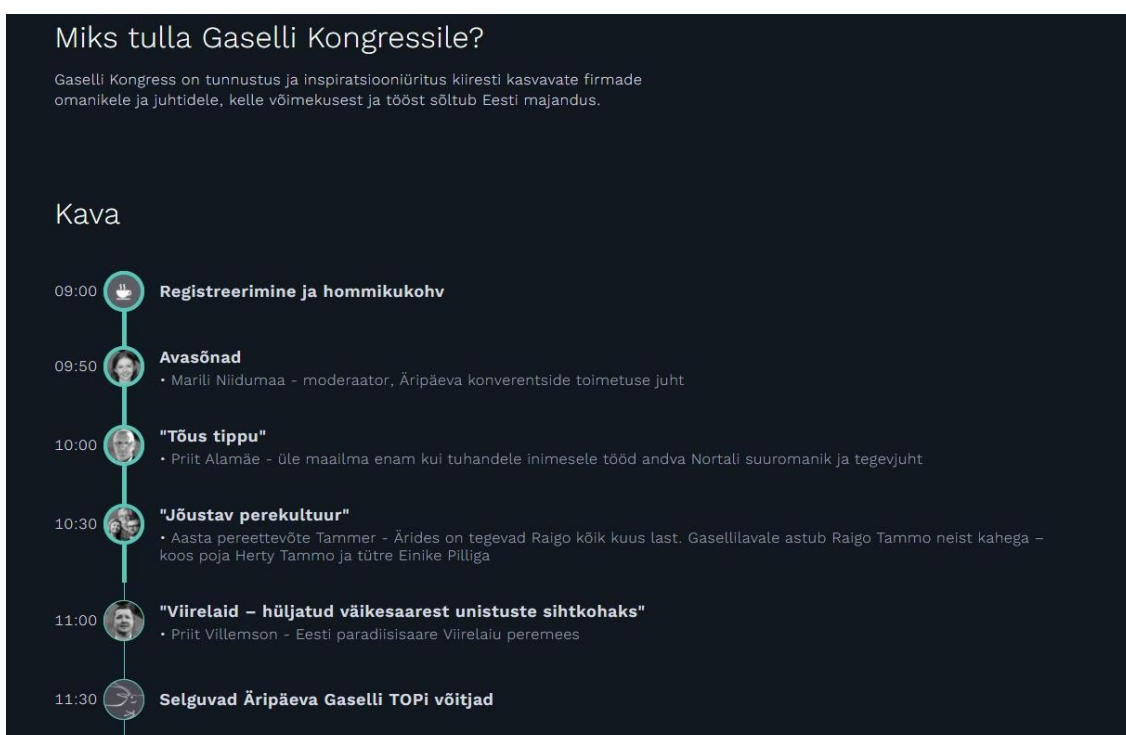 Miks tulla Gaselli Kongressile?
Gaselli Kongress on tunnustus ja inspiratsiooniüritus kiiresti kasvavate firmade
omanikele ja juhtidele, kelle võimekusest ja tööst sõltub Eesti majandus.
Kava
09:00 Registreerimine ja hommikukohv
09:50 Avasõnad
• Marili Niidumaa - moderaator, Äripäeva konverentside toimetuse juht
10:00 "Tõus tippu"
• Priit Alamäe - üle maailma enam kui tuhandele inimesele tööd andva Nortali suuromanik ja tegevjuht
10:30 "Jõustav perekultuur"
• Aasta pereettevõte Tammer - Ärides on tegevad Raigo kõik kuus last. Gasellilavale astub Raigo Tammo neist kahega –
koos poja Herty Tammo ja tütre Einike Pilliga
11:00 "Viirelaid – hüljatud väikesaarest unistuste sihtkohaks"
• Priit Villemson - Eesti paradiisisaare Viirelaiu peremees
11:30 Selguvad Äripäeva Gaselli TOPi võitjad